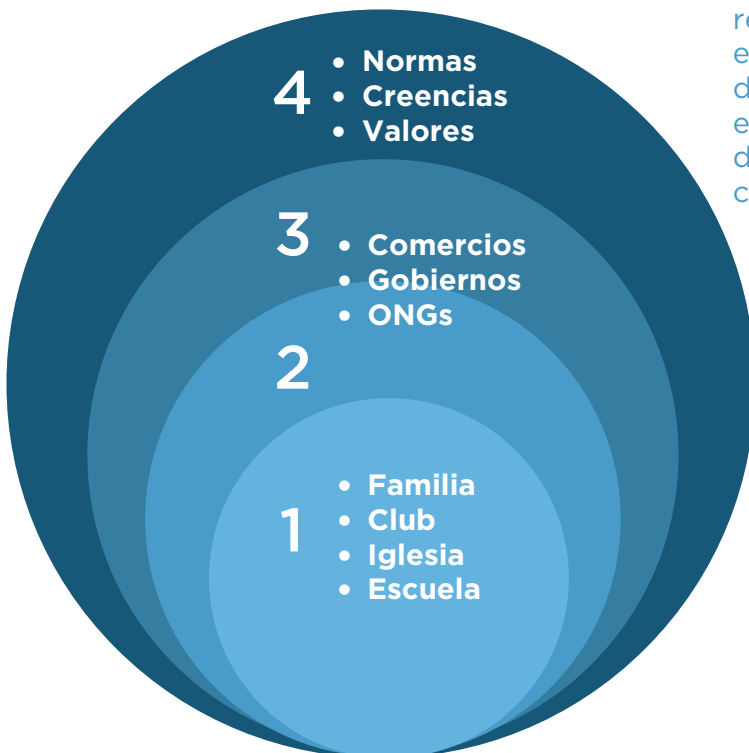 4
• Normas
• Creencias
• Valores
3
• Comercios
• Gobiernos
• ONGs
2
1
• Familia
• Club
• Iglesia
• Escuela